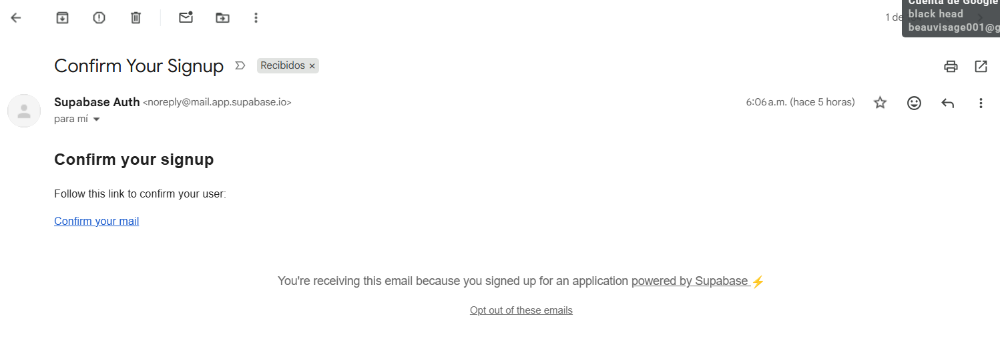 1 de
Cuenta de Google
black head
beauvisage001@g
Confirm Your Signup
Recibidos ×
Supabase Auth <noreply@mail.app.supabase.io>
6:06 a.m. (hace 5 horas)
para mí
Confirm your signup
Follow this link to confirm your user:
Confirm your mail
You're receiving this email because you signed up for an application powered by Supabase ⚡
Opt out of these emails